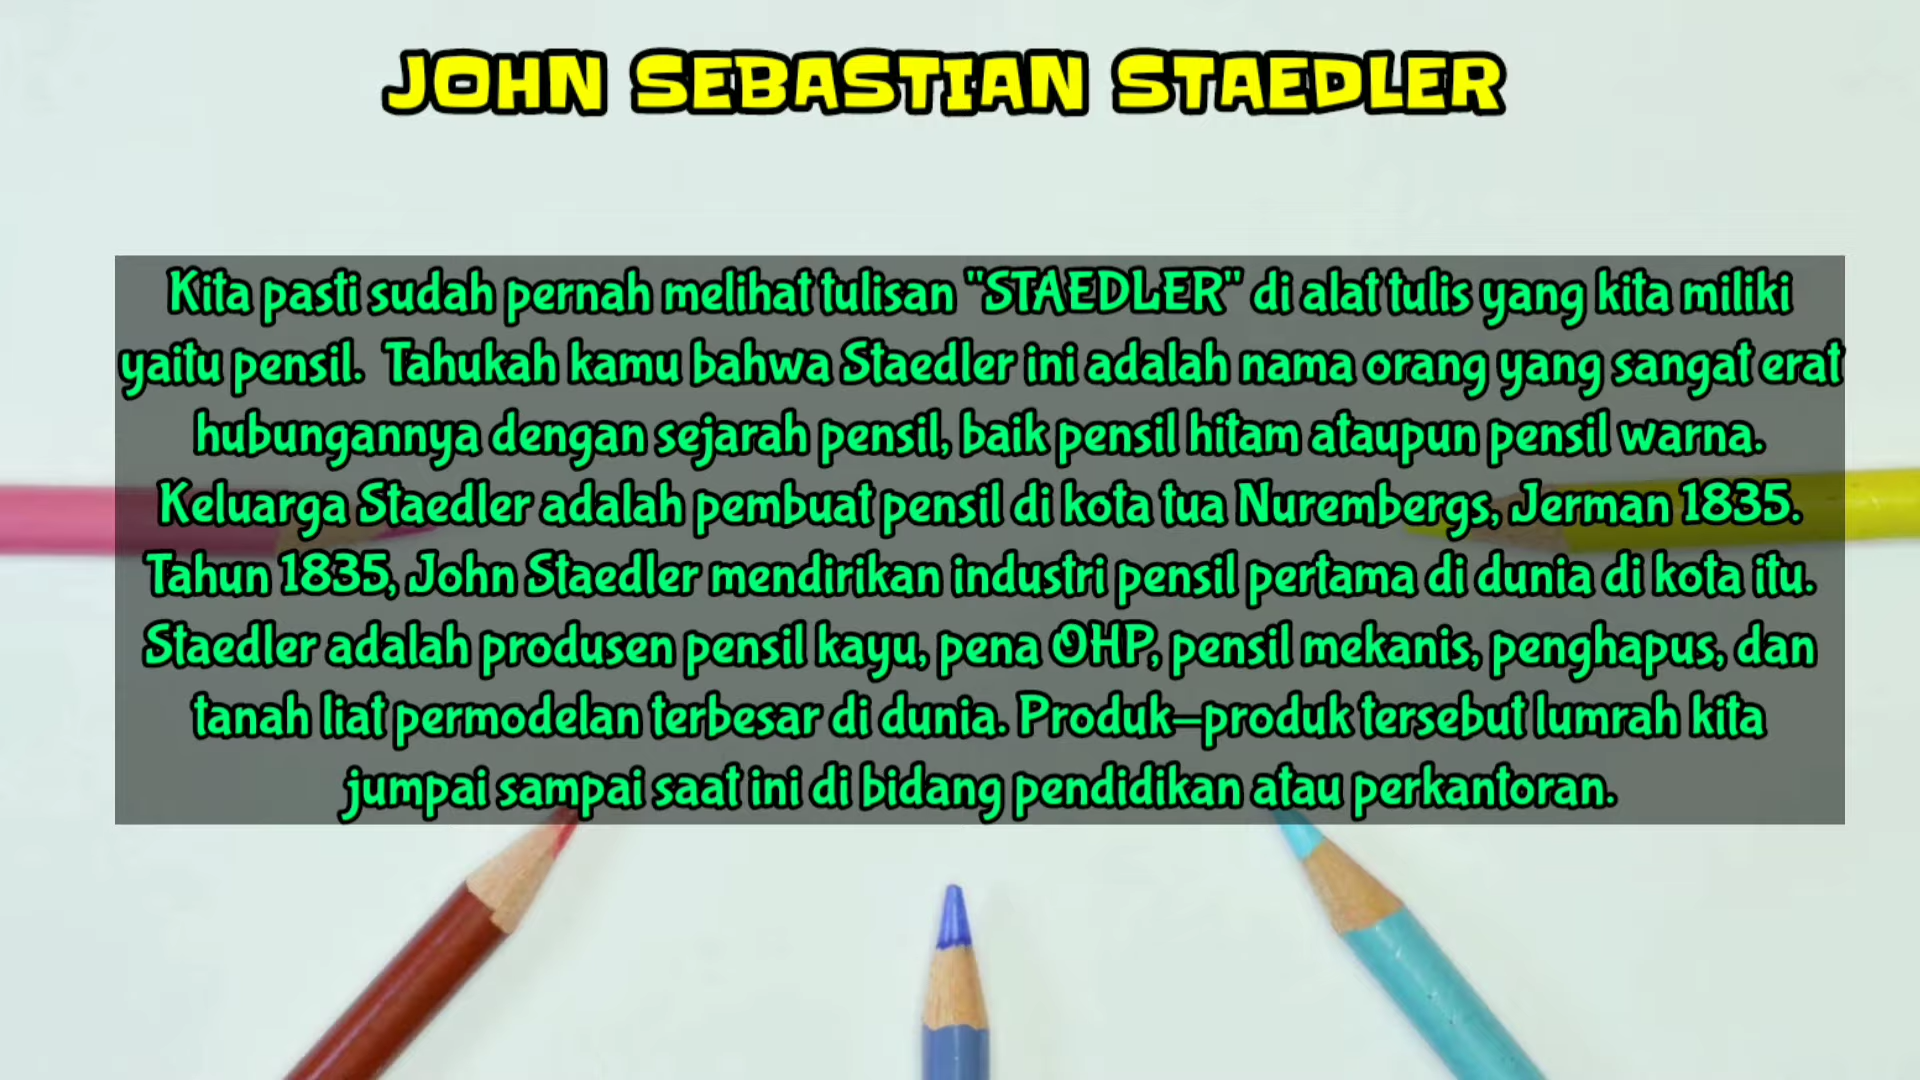 JOHN SEBASTIAN STAEDLER
Kita pasti sudah pernah melihat tulisan "STAEDLER" di alat tulis yang kita miliki
yaitu pensil. Tahukah kamu bahwa Staedler ini adalah nama orang yang sangat erat
hubungannya dengan sejarah pensil, baik pensil hitam ataupun pensil warna.
Keluarga Staedler adalah pembuat pensil di kota tua Nurembergs, Jerman 1835.
Tahun 1835, John Staedler mendirikan industri pensil pertama di dunia di kota itu.
Staedler adalah produsen pensil kayu, pena OHP, pensil mekanis, penghapus, dan
tanah liat permodelan terbesar di dunia. Produk-produk tersebut lumrah kita
jumpai sampai saat ini di bidang pendidikan atau perkantoran.